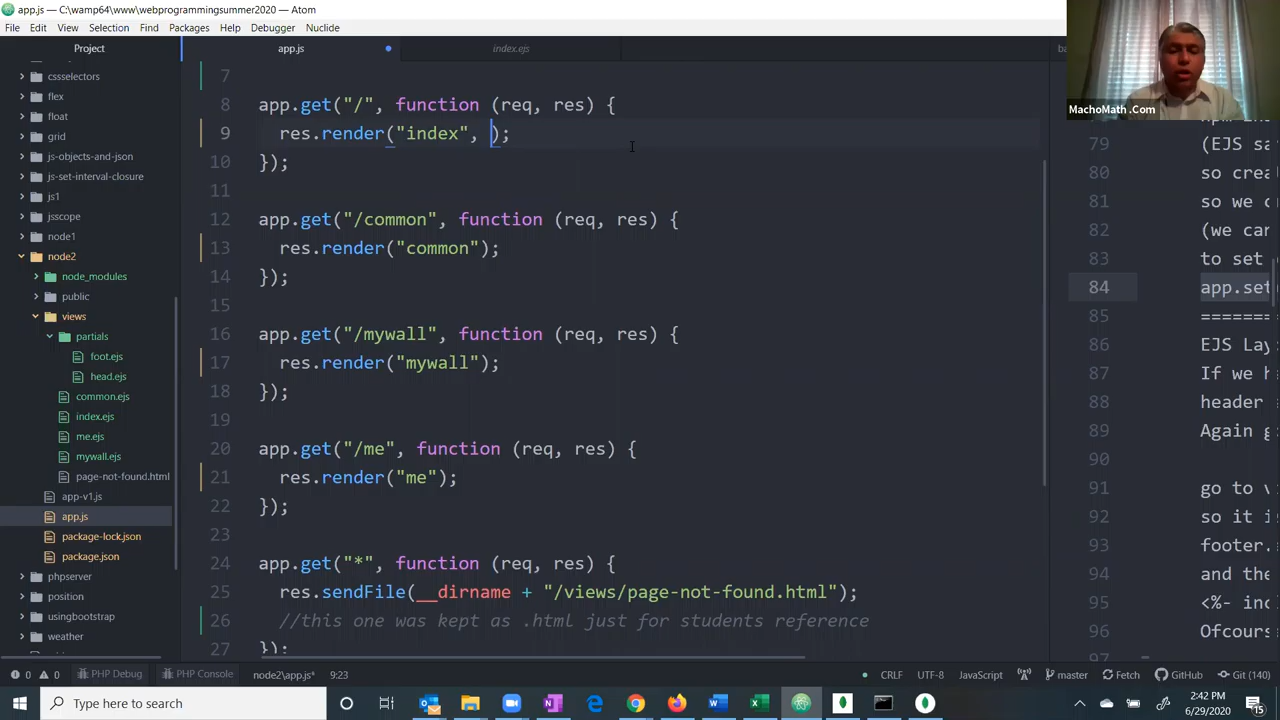 app.js — C:\wamp64\www\webprogrammingsummer2020 — Atom
File Edit View Selection Find Packages Help Debugger Nuclide
Project
cssselectors
flex
float
grid
js-objects-and-json
js-set-interval-closure
js1
jsscope
node1
node2
node_modules
public
views
partials
foot.ejs
head.ejs
common.ejs
index.ejs
me.ejs
mywall.ejs
page-not-found.html
app-v1.js
app.js
package-lock.json
package.json
phpserver
position
usingbootstrap
weather
app.js
index.ejs
7
8 app.get("/", function (req, res) {
9 res.render("index", );
10 });
11
12 app.get("/common", function (req, res) {
13 res.render("common");
14 });
15
16 app.get("/mywall", function (req, res) {
17 res.render("mywall");
18 });
19
20 app.get("/me", function (req, res) {
21 res.render("me");
22 });
23
24 app.get("*", function (req, res) {
25 res.sendFile(__dirname + "/views/page-not-found.html");
26 //this one was kept as .html just for students reference
27 });
MachoMath .Com
79 (EJS sa
80 so crea
81 so we c
82 (we can
83 to set
84 app.set
85 =======
86 EJS Lay
87 If we h
88 header
89 Again g
90
91 go to v
92 so it i
93 footer.
94 and the
95 <%- inc
96 Ofcours
97
0 0 PHP Debug PHP Console node2\app.js* 9:23
CRLF UTF-8 JavaScript master Fetch GitHub Git (140)
Type here to search
2:42 PM
6/29/2020
15